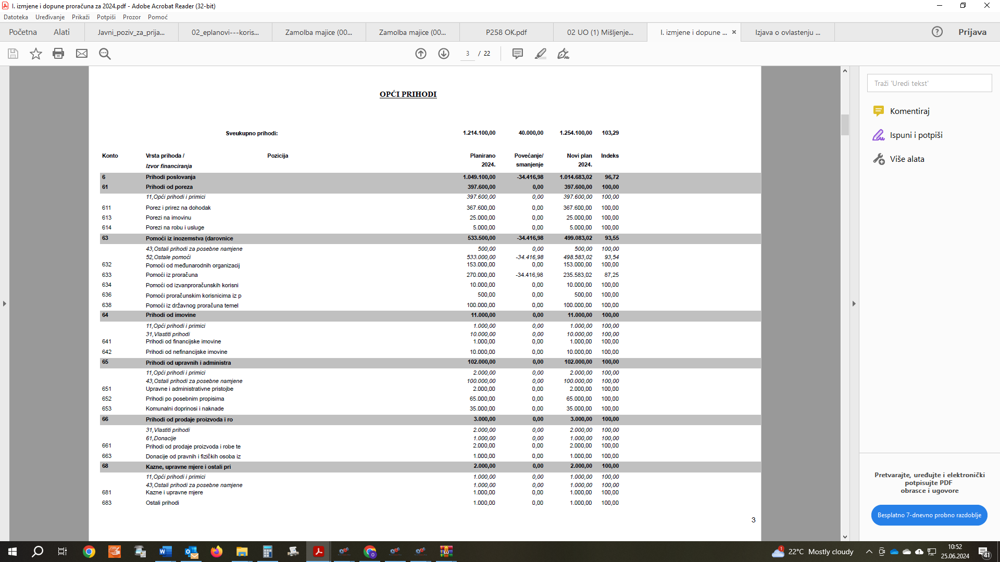 I. izmjene i dopune proračuna za 2024.pdf - Adobe Acrobat Reader (32-bit)
Datoteka Uređivanje Prikaži Potpiši Prozor Pomoć
Početna Alati Javni_poziv_za_prija... 02_eplanovi---koris... Zamolba majice (00... Zamolba majice (00... P258 OK.pdf 02 UO (1) Mišljenje... I. izmjene i dopune ... × Izjava o ovlastenju ... Prijava
3 / 22
OPĆI PRIHODI
Sveukupno prihodi: 1.214.100,00 40.000,00 1.254.100,00 103,29
Konto Vrsta prihoda / Pozicija Planirano Povećanje/ Novi plan Indeks
Izvor financiranja 2024. smanjenje 2024.
6 Prihodi poslovanja 1.049.100,00 -34.416,98 1.014.683,02 96,72
61 Prihodi od poreza 397.600,00 0,00 397.600,00 100,00
11,Opći prihodi i primici 397.600,00 0,00 397.600,00 100,00
611 Porez i prirez na dohodak 367.600,00 0,00 367.600,00 100,00
613 Porezi na imovinu 25.000,00 0,00 25.000,00 100,00
614 Porezi na robu i usluge 5.000,00 0,00 5.000,00 100,00
63 Pomoći iz inozemstva (darovnice 533.500,00 -34.416,98 499.083,02 93,55
43,Ostali prihodi za posebne namjene 500,00 0,00 500,00 100,00
52,Ostale pomoći 533.000,00 -34.416,98 498.583,02 93,54
632 Pomoći od međunarodnih organizacij 153.000,00 0,00 153.000,00 100,00
633 Pomoći iz proračuna 270.000,00 -34.416,98 235.583,02 87,25
634 Pomoći od izvanproračunskih korisni 10.000,00 0,00 10.000,00 100,00
636 Pomoći proračunskim korisnicima iz p 500,00 0,00 500,00 100,00
638 Pomoći iz državnog proračuna temel 100.000,00 0,00 100.000,00 100,00
64 Prihodi od imovine 11.000,00 0,00 11.000,00 100,00
11,Opći prihodi i primici 1.000,00 0,00 1.000,00 100,00
31,Vlastiti prihodi 10.000,00 0,00 10.000,00 100,00
641 Prihodi od financijske imovine 1.000,00 0,00 1.000,00 100,00
642 Prihodi od nefinancijske imovine 10.000,00 0,00 10.000,00 100,00
65 Prihodi od upravnih i administra 102.000,00 0,00 102.000,00 100,00
11,Opći prihodi i primici 2.000,00 0,00 2.000,00 100,00
43,Ostali prihodi za posebne namjene 100.000,00 0,00 100.000,00 100,00
651 Upravne i administrativne pristojbe 2.000,00 0,00 2.000,00 100,00
652 Prihodi po posebnim propisima 65.000,00 0,00 65.000,00 100,00
653 Komunalni doprinosi i naknade 35.000,00 0,00 35.000,00 100,00
66 Prihodi od prodaje proizvoda i ro 3.000,00 0,00 3.000,00 100,00
31,Vlastiti prihodi 2.000,00 0,00 2.000,00 100,00
61,Donacije 1.000,00 0,00 1.000,00 100,00
661 Prihodi od prodaje proizvoda i robe te 2.000,00 0,00 2.000,00 100,00
663 Donacije od pravnih i fizičkih osoba iz 1.000,00 0,00 1.000,00 100,00
68 Kazne, upravne mjere i ostali pri 2.000,00 0,00 2.000,00 100,00
11,Opći prihodi i primici 1.000,00 0,00 1.000,00 100,00
43,Ostali prihodi za posebne namjene 1.000,00 0,00 1.000,00 100,00
681 Kazne i upravne mjere 1.000,00 0,00 1.000,00 100,00
683 Ostali prihodi 1.000,00 0,00 1.000,00 100,00
3
Traži 'Uredi tekst'
Komentiraj
Ispuni i potpiši
Više alata
Pretvarajte, uređujte i elektronički
potpisujte PDF
obrasce i ugovore
Besplatno 7-dnevno probno razdoblje
1 22°C Mostly cloudy 10:52
25.06.2024 41